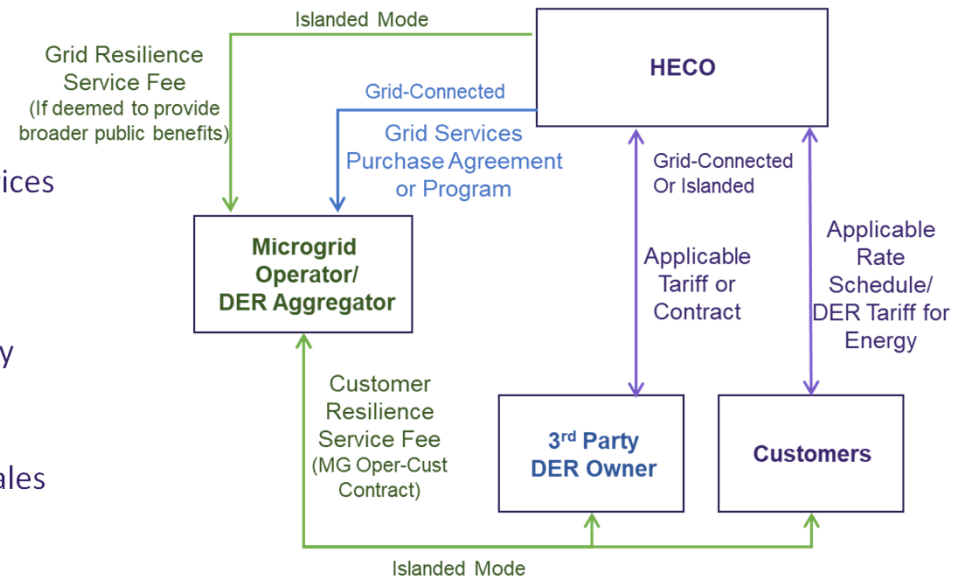 Islanded Mode
HECO
Grid Resilience
Service Fee
(If deemed to provide
broader public benefits)
Grid-Connected
Grid Services
Purchase Agreement
or Program
Grid-Connected
Or Islanded
Microgrid
Operator/
DER Aggregator
Applicable
Tariff or
Contract
Applicable
Rate
Schedule/
DER Tariff for
Energy
Customer
Resilience
Service Fee
(MG Oper-Cust
Contract)
3rd Party
DER Owner
Customers
Islanded Mode
rices
y
ales